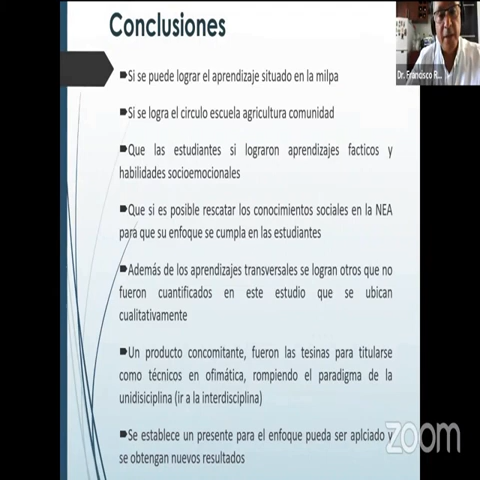 Conclusiones
Si se puede lograr el aprendizaje situado en la milpa
Si se logra el circulo escuela agricultura comunidad
Que las estudiantes si lograron aprendizajes facticos y
habilidades socioemocionales
Que si es posible rescatar los conocimientos sociales en la NEA
para que su enfoque se cumpla en las estudiantes
Además de los aprendizajes transversales se logran otros que no
fueron cuantificados en este estudio que se ubican
cualitativamente
Un producto concomitante, fueron las tesinas para titularse
como técnicos en ofimática, rompiendo el paradigma de la
unidisiciplina (ir a la interdisciplina)
Se establece un presente para el enfoque pueda ser aplciado y
se obtengan nuevos resultados
Dr. Francisco R...
zoom